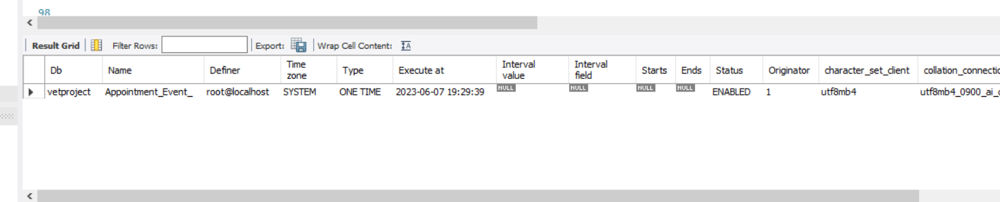 98
Result Grid Filter Rows: Export: Wrap Cell Content:
Db Name Definer Time zone Type Execute at Interval value Interval field Starts Ends Status Originator character_set_client
vetproject Appointment_Event_ root@localhost SYSTEM ONE TIME 2023-06-07 19:29:39 NULL NULL NULL NULL ENABLED 1 utf8mb4